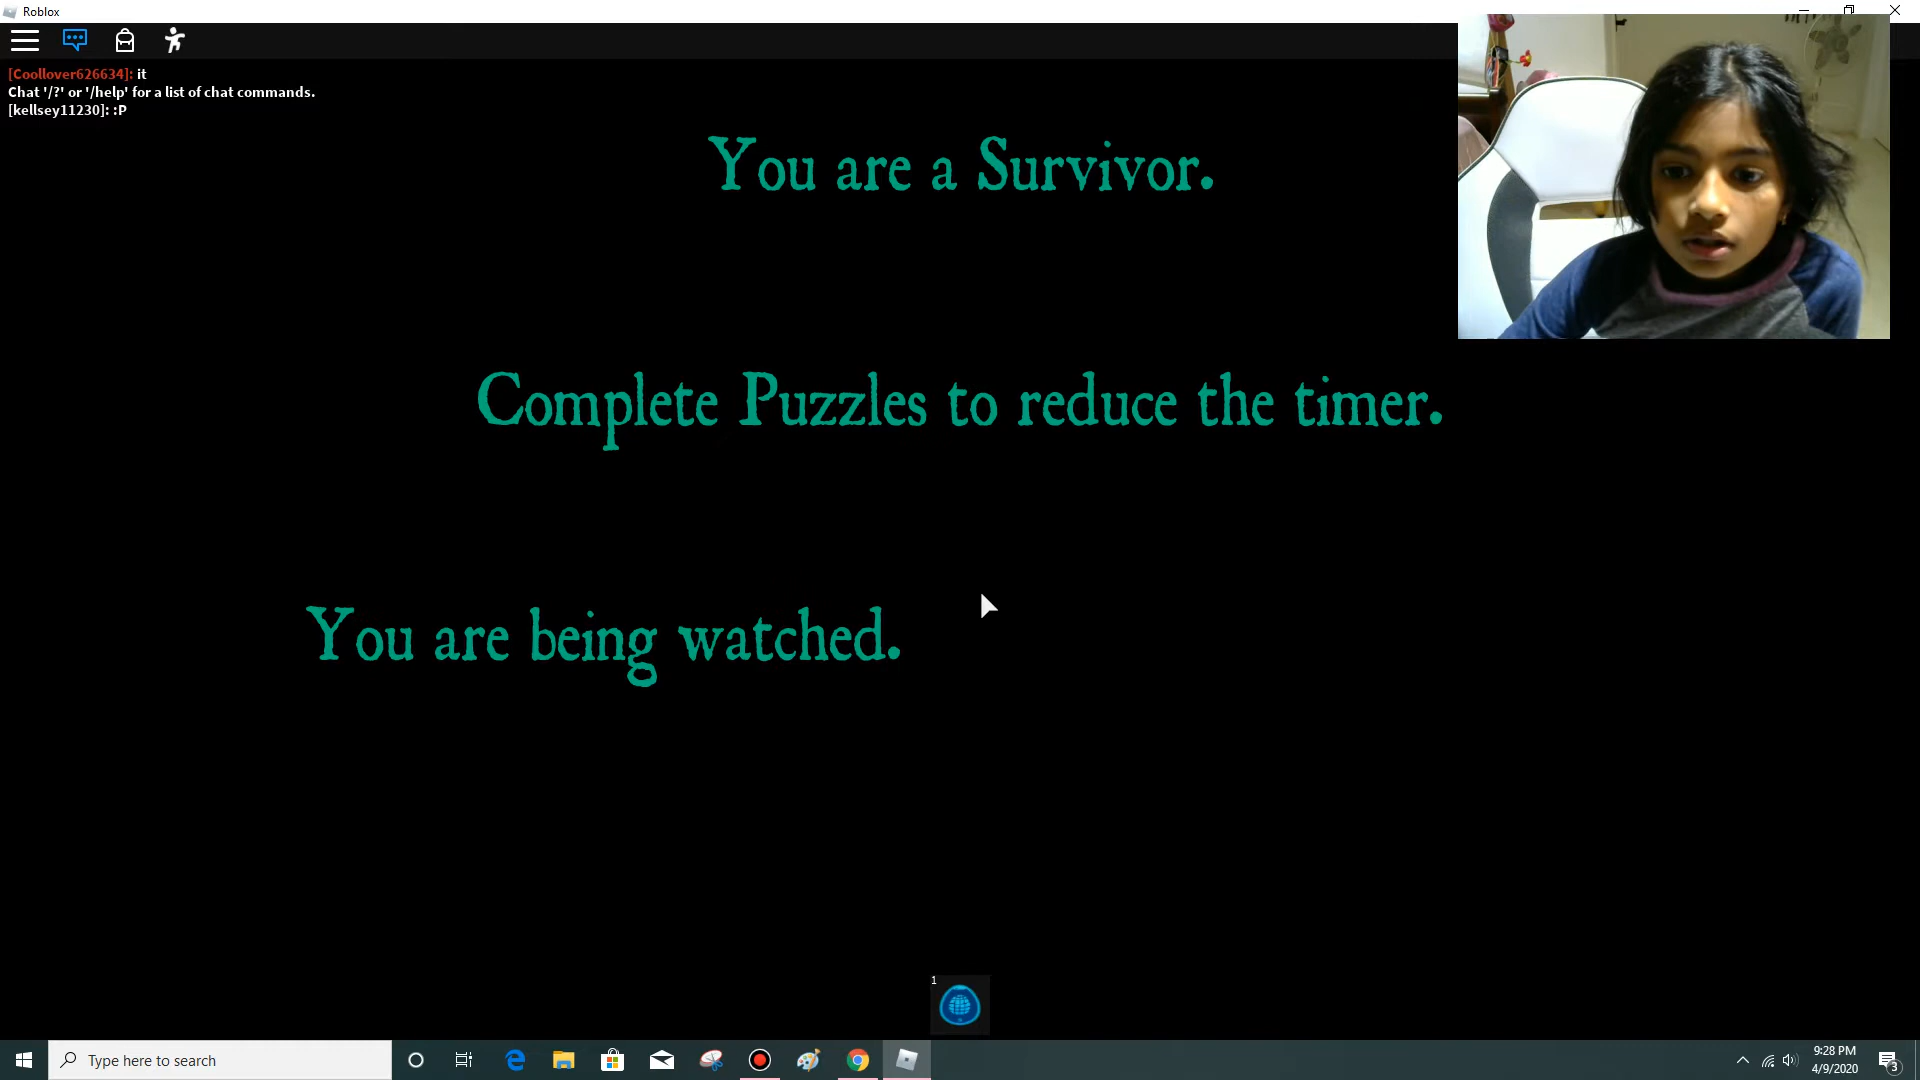 Roblox
[Coollover626634]: it
Chat '/?' or '/help' for a list of chat commands.
[kellsey11230]: :P
You are a Survivor.
Complete Puzzles to reduce the timer.
You are being watched.
1
Type here to search
9:28 PM
4/9/2020
3